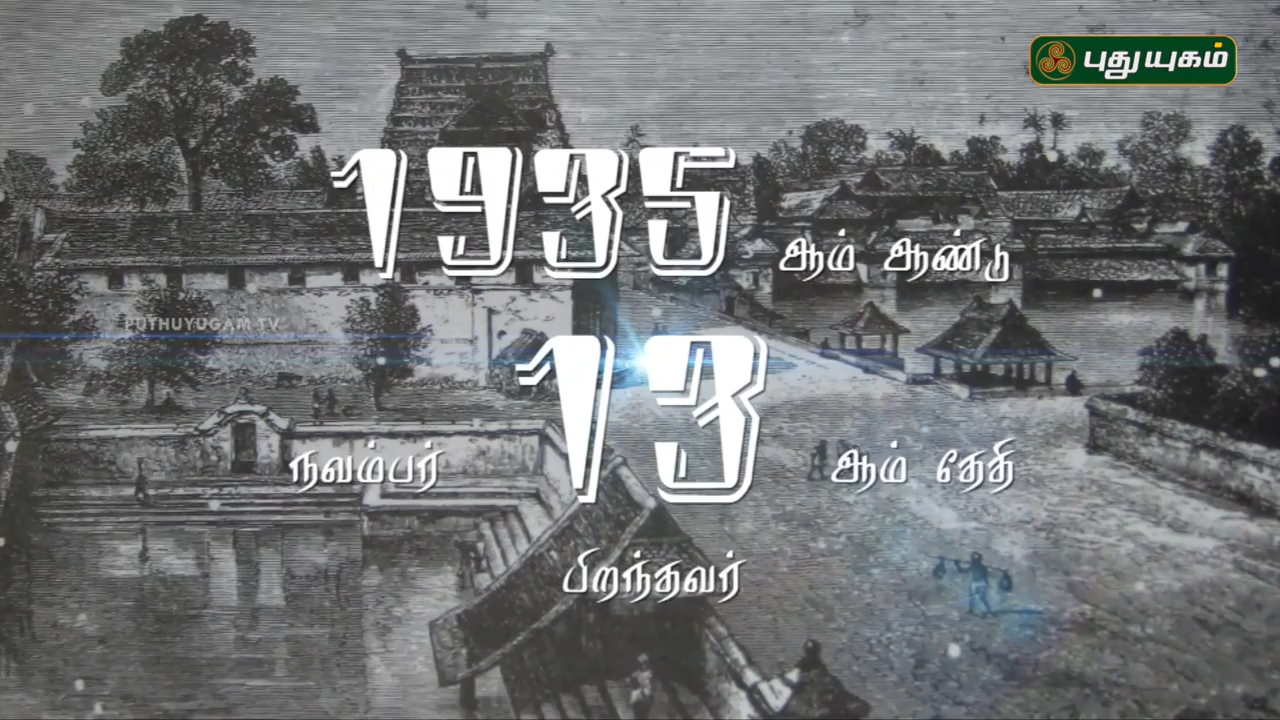 புதுயுகம்
1935 ஆம் ஆண்டு
PUTHUYUGAM TV
நவம்பர் 13 ஆம் தேதி
பிறந்தவர்